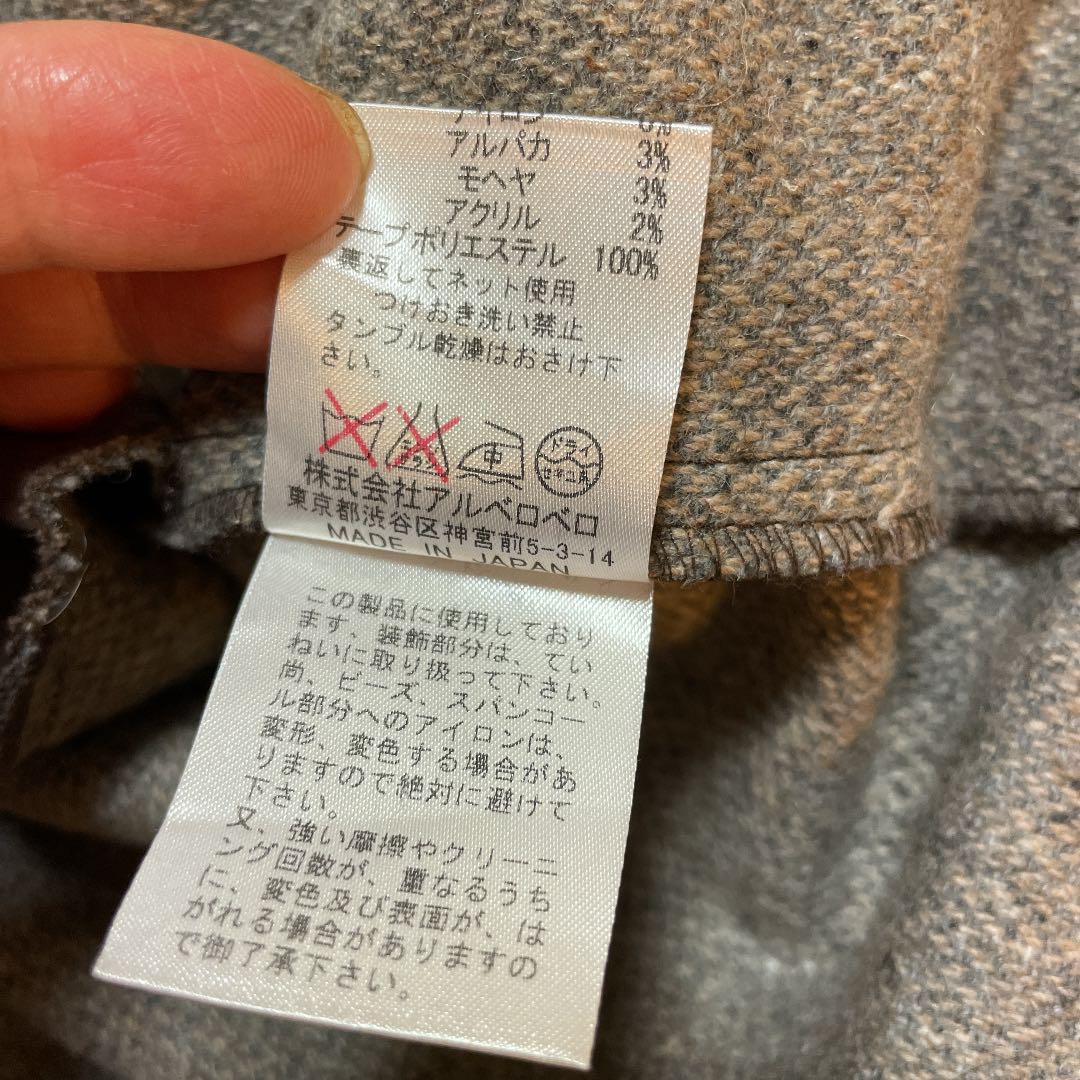 アルパカ 3%
モヘヤ 3%
アクリル 2%
テープポリエステル 100%
裏返してネット使用
つけおき洗い禁止
タンブル乾燥はおさけ下
さい。
中
ドライ
セキユ系
株式会社アルベロベロ
東京都渋谷区神宮前5-3-14
MADE IN JAPAN
この製品に使用しており
ます、装飾部分は、てい
ねいに取り扱って下さい。
尚、ビーズ、スパンコー
ル部分へのアイロンは、
変形、変色する場合があ
りますので絶対に避けて
下さい。
又、強い摩擦やクリーニ
ング回数が、重なるうち
に、変色及び表面が、は
がれる場合がありますの
で御了承下さい。